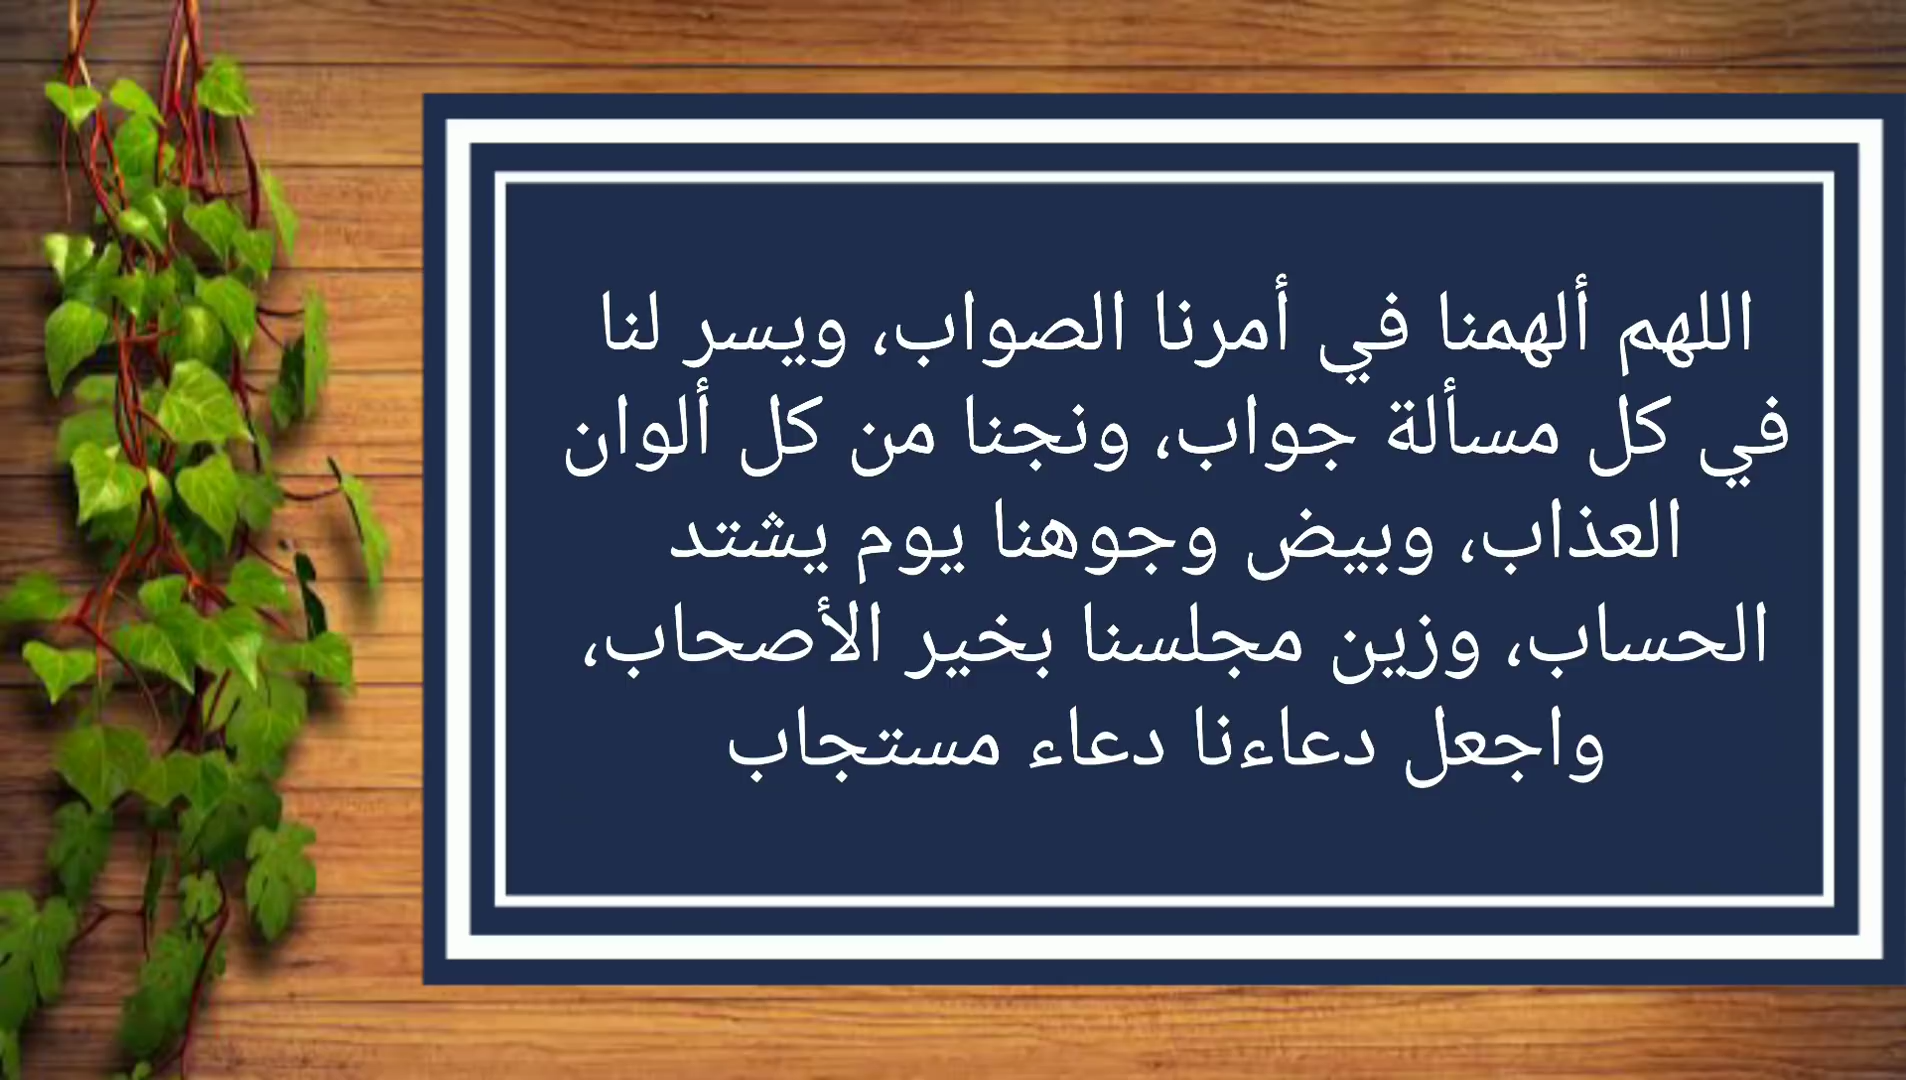 اللهم ألهمنا في أمرنا الصواب، ويسر لنا
في كل مسألة جواب، ونجنا من كل ألوان
العذاب، وبيض وجوهنا يوم يشتد
الحساب، وزين مجلسنا بخير الأصحاب،
واجعل دعاءنا دعاء مستجاب